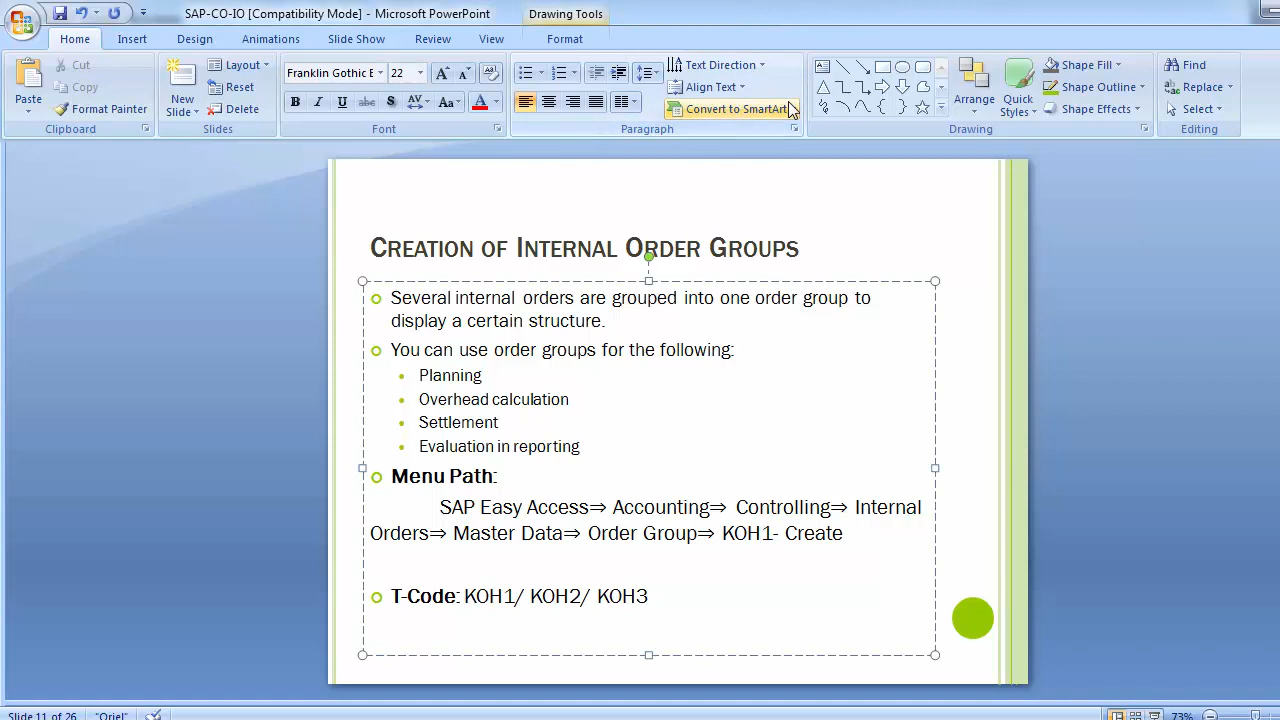 SAP-CO-IO [Compatibility Mode] - Microsoft PowerPoint
Drawing Tools
Home Insert Design Animations Slide Show Review View Format
Paste
Cut
Copy
Format Painter
Clipboard
New Slide
Layout
Reset
Delete
Slides
Franklin Gothic E 22
B I U abc S AV Aa A
Font
Text Direction
Align Text
Convert to SmartArt
Paragraph
Arrange
Quick Styles
Shape Fill
Shape Outline
Shape Effects
Drawing
Find
Replace
Select
Editing
CREATION OF INTERNAL ORDER GROUPS
Several internal orders are grouped into one order group to
display a certain structure.
You can use order groups for the following:
Planning
Overhead calculation
Settlement
Evaluation in reporting
Menu Path:
SAP Easy Access⇒ Accounting⇒ Controlling⇒ Internal
Orders⇒ Master Data⇒ Order Group⇒ KOH1- Create
T-Code: KOH1/ KOH2/ KOH3
Slide 11 of 26 "Oriel" 73%